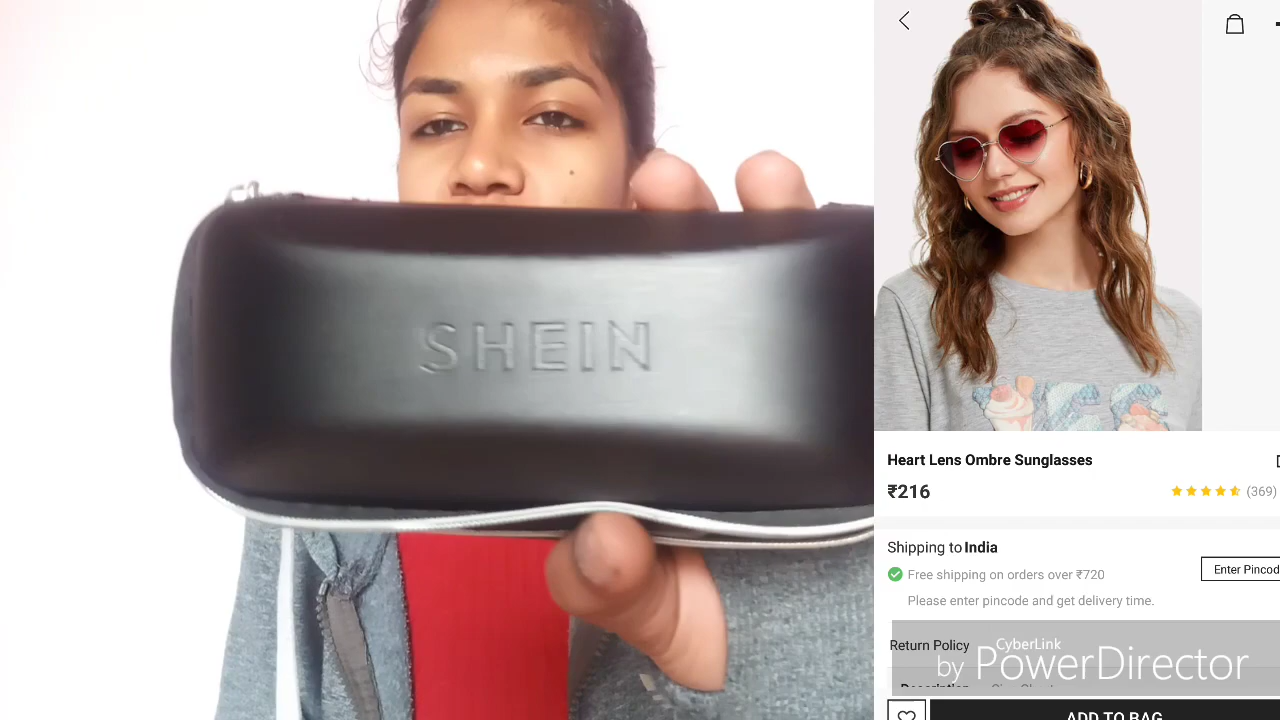 SHEIN
Heart Lens Ombre Sunglasses
₹216
(369)
Shipping to India
Free shipping on orders over ₹720
Enter Pincod
Please enter pincode and get delivery time.
Return Policy
CyberLink
by PowerDirector
Description
ADD TO BAG